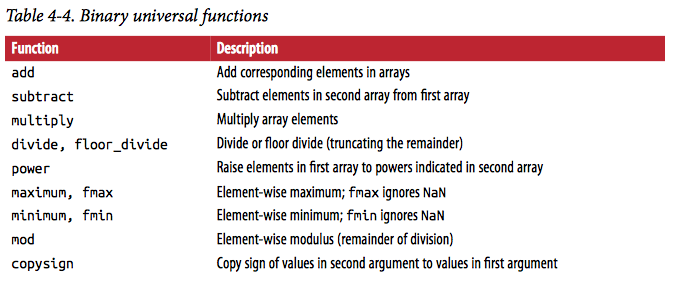 Table 4-4. Binary universal functions
Function Description
add Add corresponding elements in arrays
subtract Subtract elements in second array from first array
multiply Multiply array elements
divide, floor_divide Divide or floor divide (truncating the remainder)
power Raise elements in first array to powers indicated in second array
maximum, fmax Element-wise maximum; fmax ignores NaN
minimum, fmin Element-wise minimum; fmin ignores NaN
mod Element-wise modulus (remainder of division)
copysign Copy sign of values in second argument to values in first argument